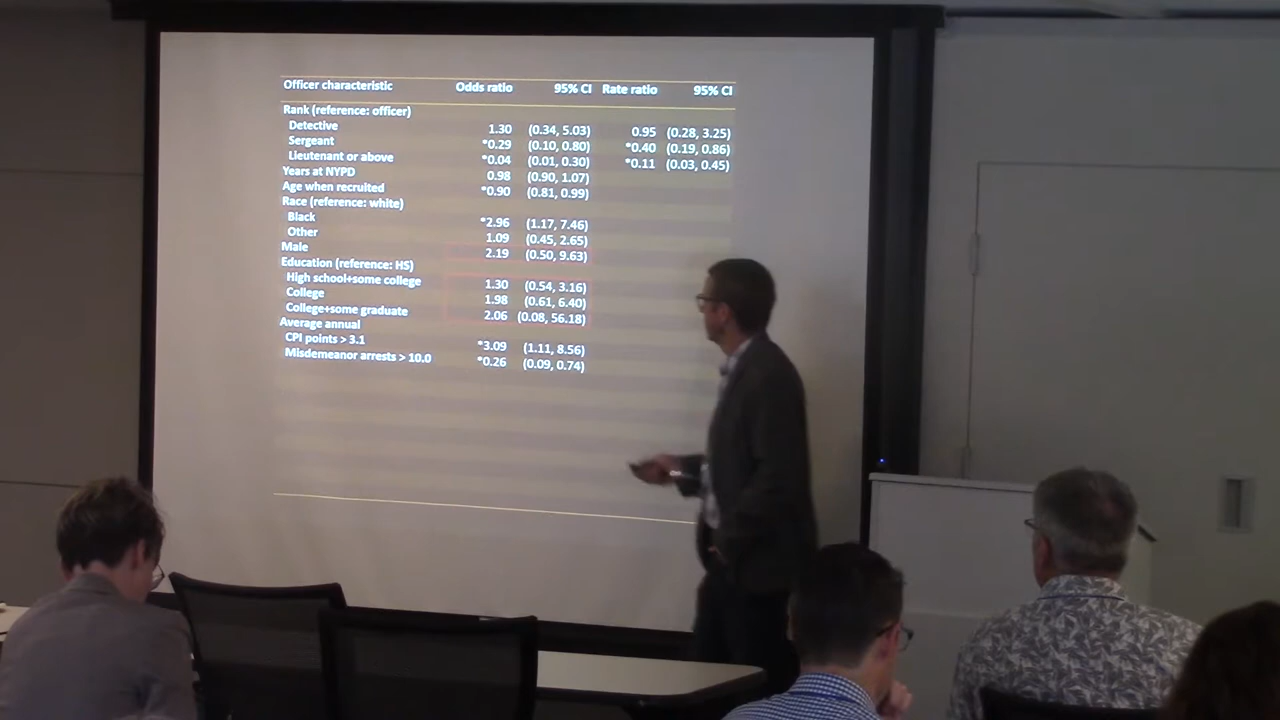 Officer characteristic Odds ratio 95% CI Rate ratio 95% CI
Rank (reference: officer)
Detective 1.30 (0.34, 5.03) 0.95 (0.28, 3.25)
Sergeant *0.29 (0.10, 0.80) *0.40 (0.19, 0.86)
Lieutenant or above *0.04 (0.01, 0.30) *0.11 (0.03, 0.45)
Years at NYPD 0.98 (0.90, 1.07)
Age when recruited *0.90 (0.81, 0.99)
Race (reference: white)
Black *2.96 (1.17, 7.46)
Other 1.09 (0.45, 2.65)
Male 2.19 (0.50, 9.63)
Education (reference: HS)
High school+some college 1.30 (0.54, 3.16)
College 1.98 (0.61, 6.40)
College+some graduate 2.06 (0.08, 56.18)
Average annual
CPI points > 3.1 *3.09 (1.11, 8.56)
Misdemeanor arrests > 10.0 *0.26 (0.09, 0.74)